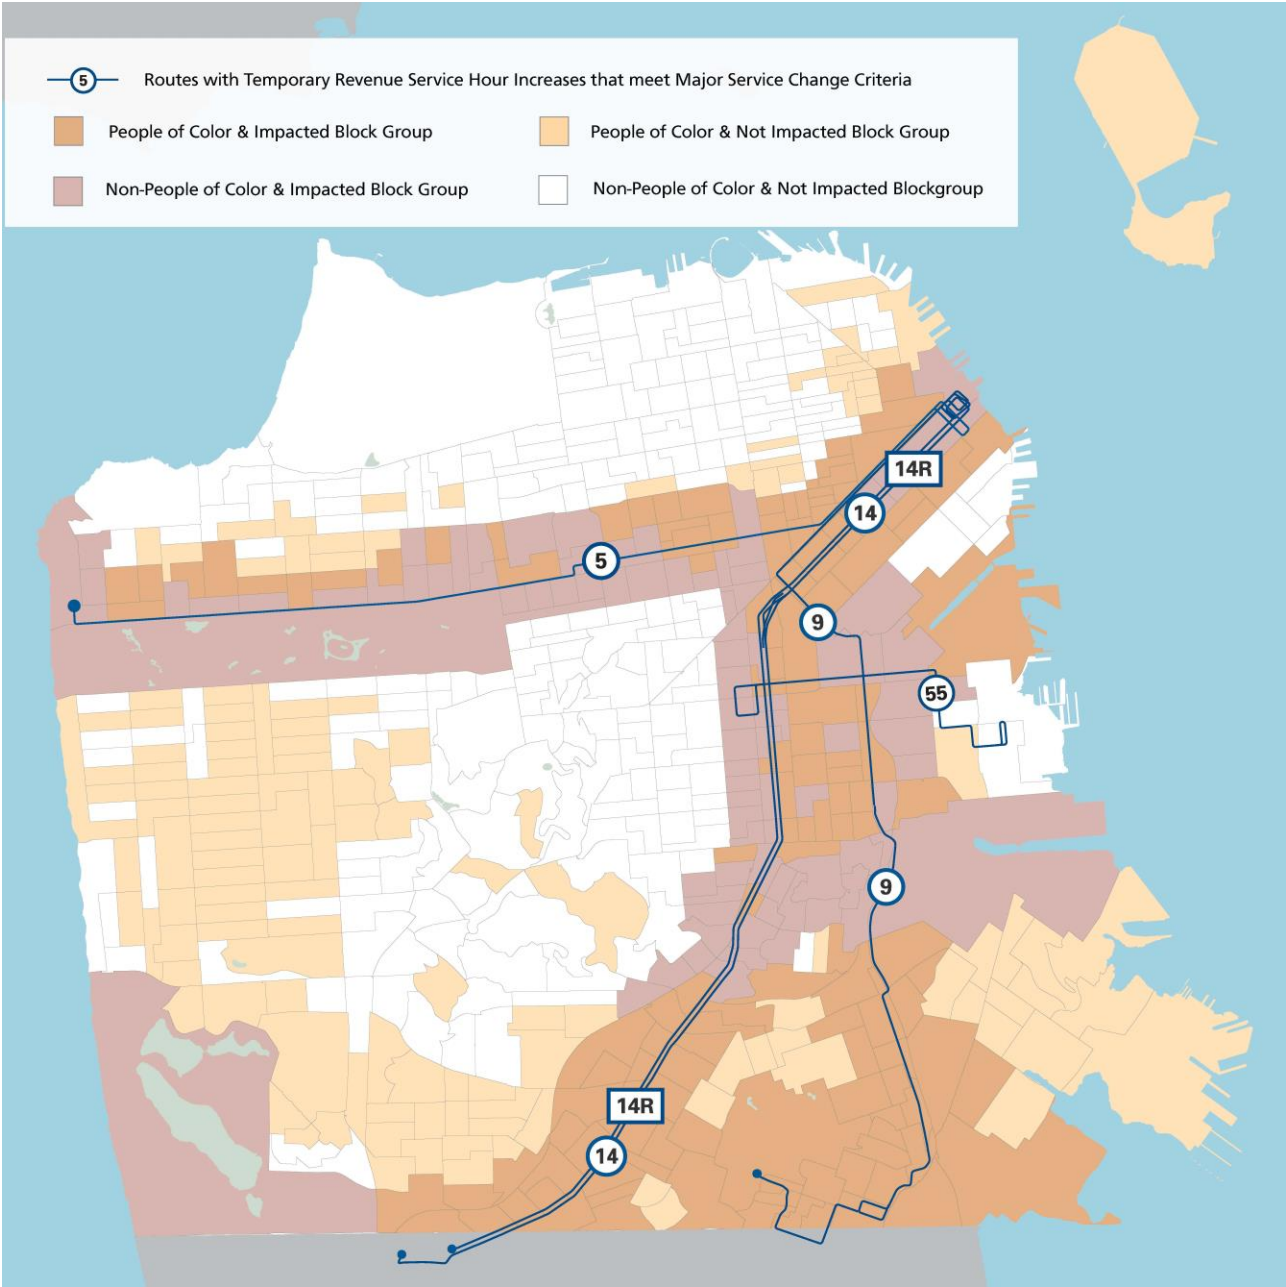 5 Routes with Temporary Revenue Service Hour Increases that meet Major Service Change Criteria
People of Color & Impacted Block Group
People of Color & Not Impacted Block Group
Non-People of Color & Impacted Block Group
Non-People of Color & Not Impacted Blockgroup
14R
14
5
9
55
9
14R
14